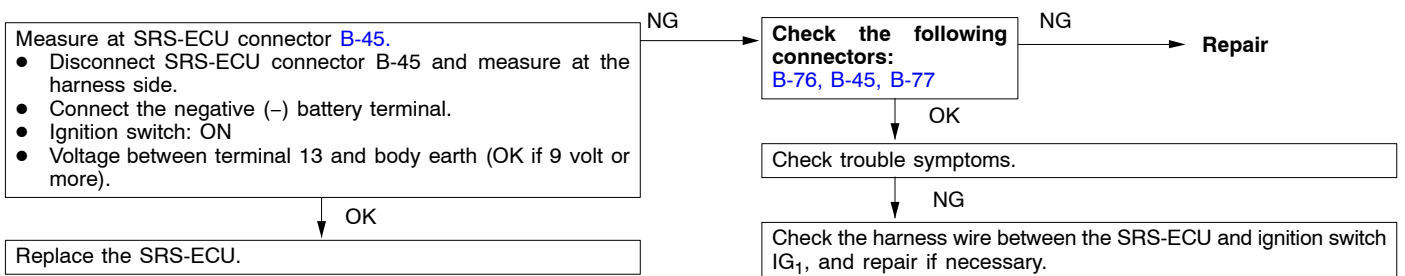 Measure at SRS-ECU connector B-45.
● Disconnect SRS-ECU connector B-45 and measure at the
harness side.
● Connect the negative (–) battery terminal.
● Ignition switch: ON
● Voltage between terminal 13 and body earth (OK if 9 volt or
more).
OK
Replace the SRS-ECU.
NG
Check the following
connectors:
B-76, B-45, B-77
NG
Repair
OK
Check trouble symptoms.
NG
Check the harness wire between the SRS-ECU and ignition switch
IG1, and repair if necessary.